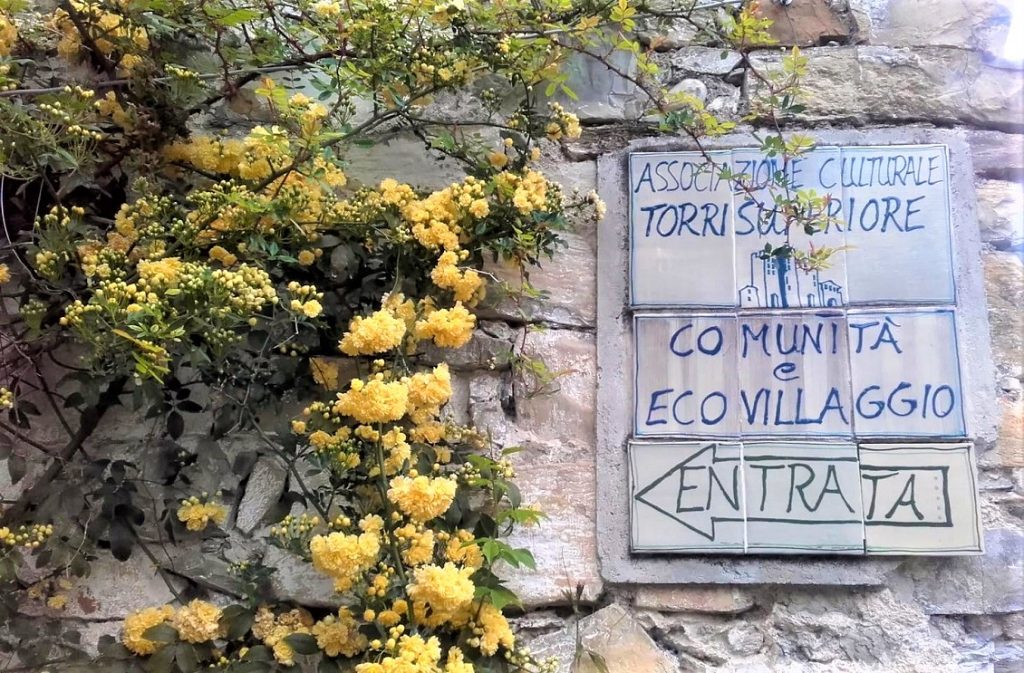 ASSOCIAZIONE CULTURALE
TORRI SUPERIORE
COMUNITÀ
e
ECOVILLAGGIO
ENTRATA